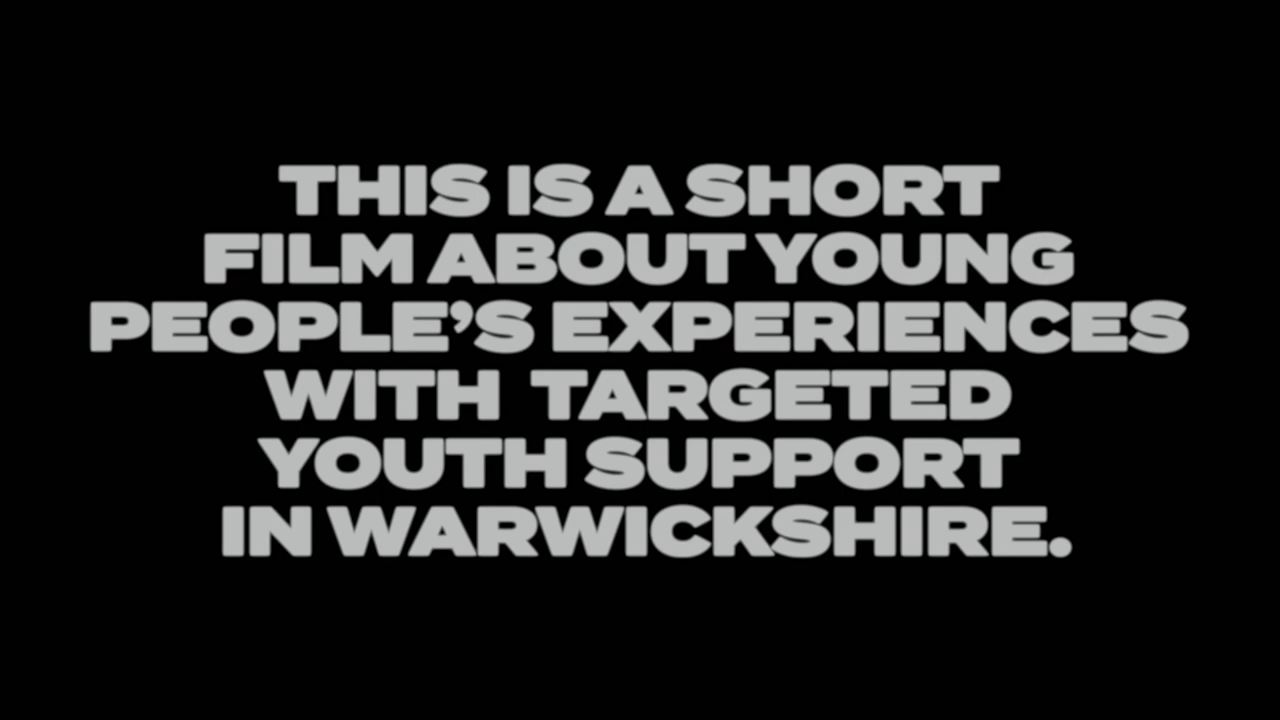 THIS IS A SHORT
FILM ABOUT YOUNG
PEOPLE’S EXPERIENCES
WITH  TARGETED
YOUTH SUPPORT
IN WARWICKSHIRE.